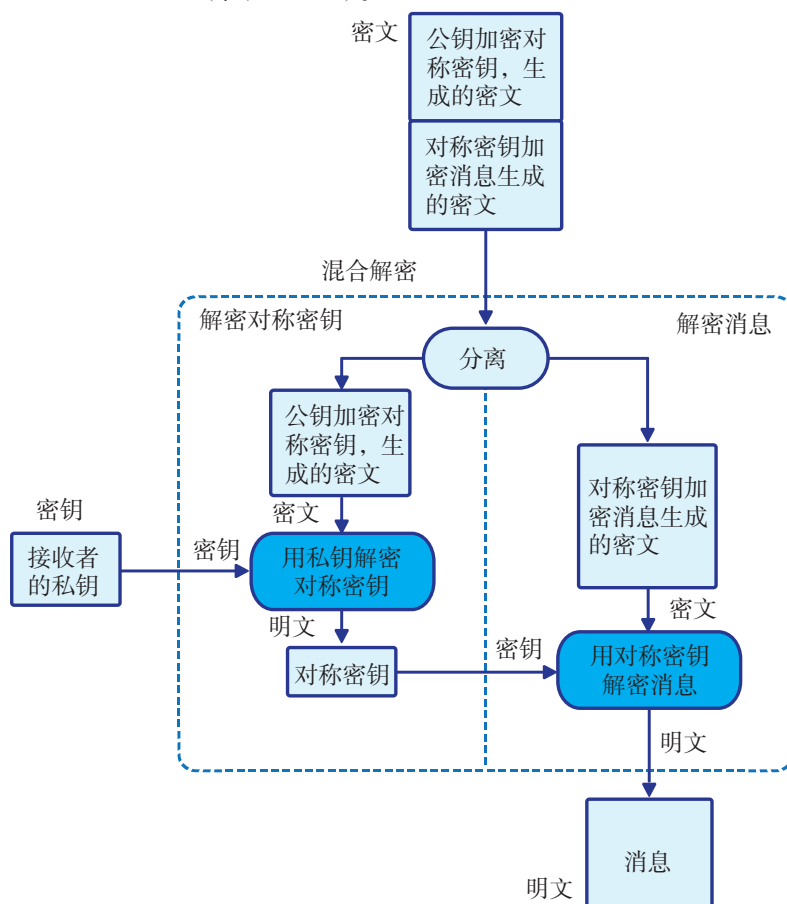 密文
公钥加密对
称密钥，生
成的密文
对称密钥加
密消息生成
的密文
混合解密
解密对称密钥
解密消息
分离
公钥加密对
称密钥，生
成的密文
密文
对称密钥加
密消息生成
的密文
密文
密钥
接收者
的私钥
密钥
用私钥解密
对称密钥
明文
对称密钥
密钥
用对称密钥
解密消息
明文
消息
明文